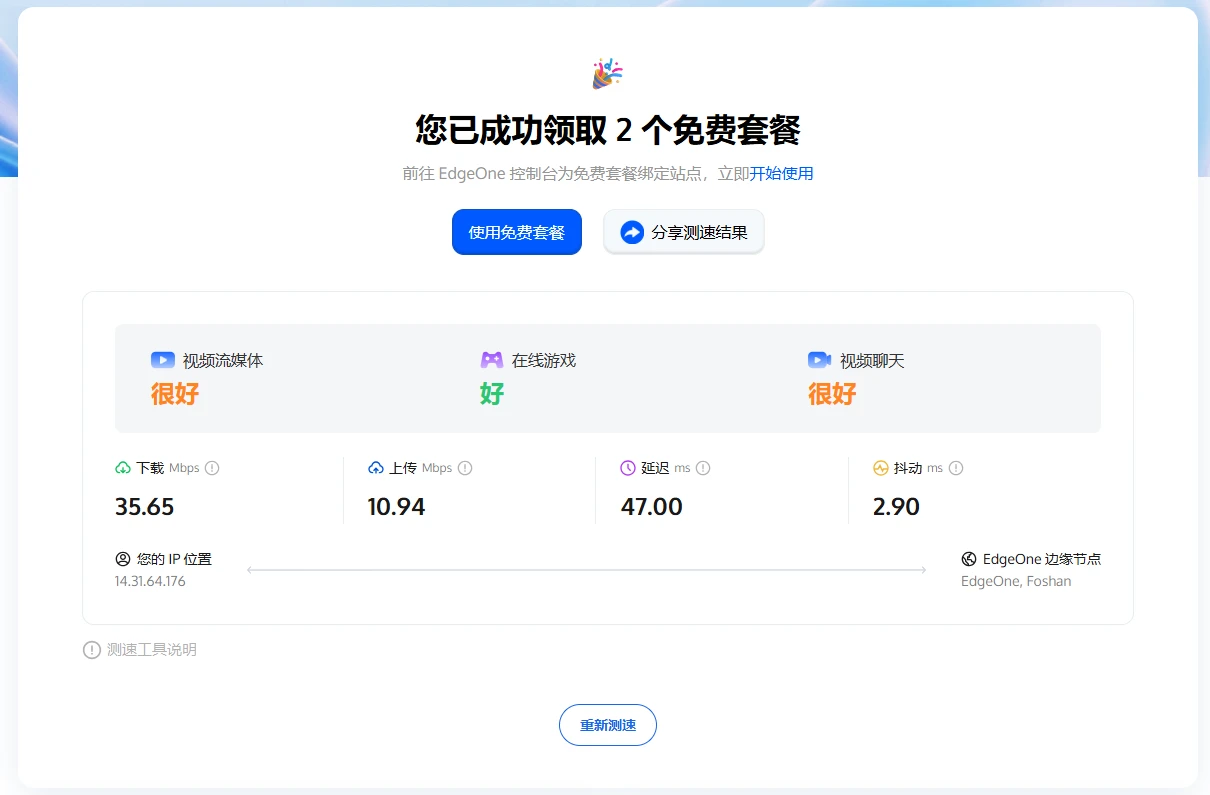 您已成功领取 2 个免费套餐
前往 EdgeOne 控制台为免费套餐绑定站点，立即开始使用
使用免费套餐
分享测速结果
视频流媒体
很好
在线游戏
好
视频聊天
很好
下载 Mbps
35.65
上传 Mbps
10.94
延迟 ms
47.00
抖动 ms
2.90
您的 IP 位置
14.31.64.176
EdgeOne 边缘节点
EdgeOne, Foshan
测速工具说明
重新测速